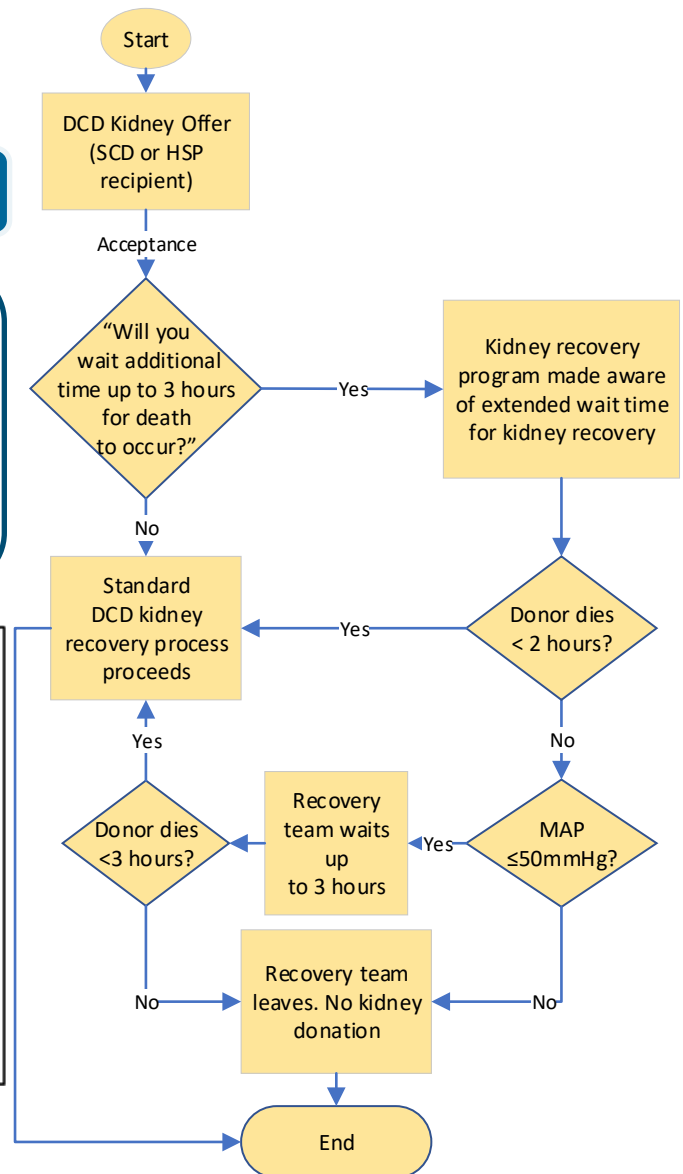 Start
DCD Kidney Offer
(SCD or HSP
recipient)
Acceptance
“Will you
wait additional
time up to 3 hours
for death
to occur?”
Yes
Kidney recovery
program made aware
of extended wait time
for kidney recovery
No
Standard
DCD kidney
recovery process
proceeds
Yes
Donor dies
< 2 hours?
Yes
No
Donor dies
<3 hours?
Recovery
team waits
up
to 3 hours
Yes
MAP
≤50mmHg?
No
Recovery team
leaves. No kidney
donation
No
End